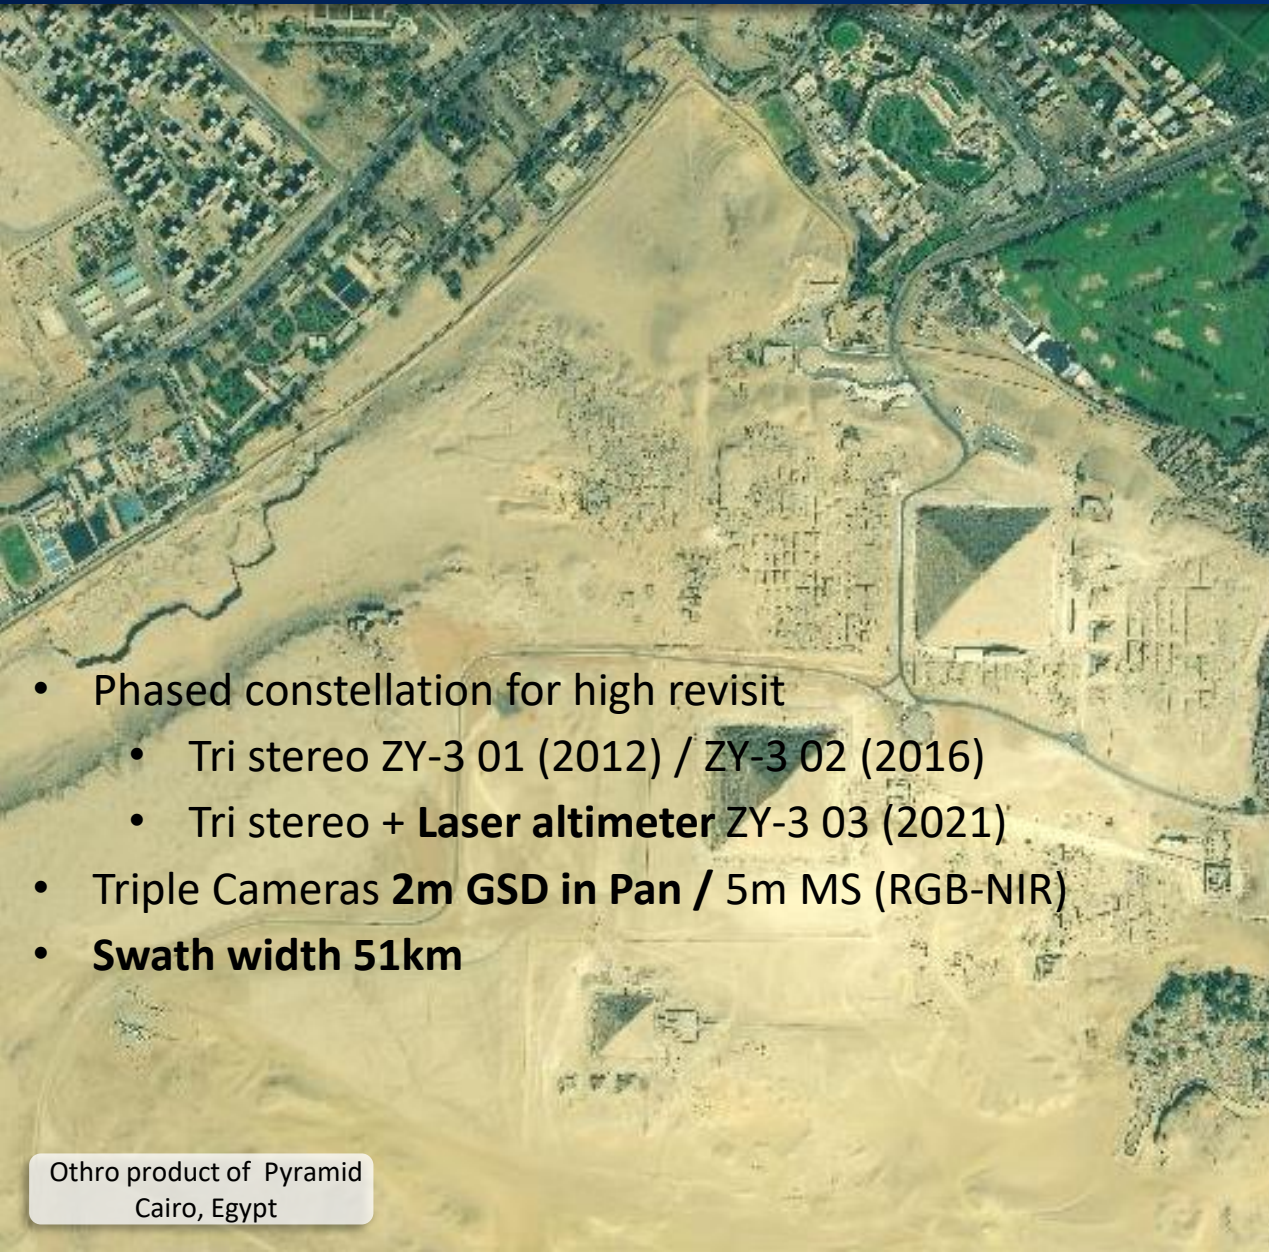 • Phased constellation for high revisit
• Tri stereo ZY-3 01 (2012) / ZY-3 02 (2016)
• Tri stereo + Laser altimeter ZY-3 03 (2021)
• Triple Cameras 2m GSD in Pan / 5m MS (RGB-NIR)
• Swath width 51km
Othro product of Pyramid
Cairo, Egypt